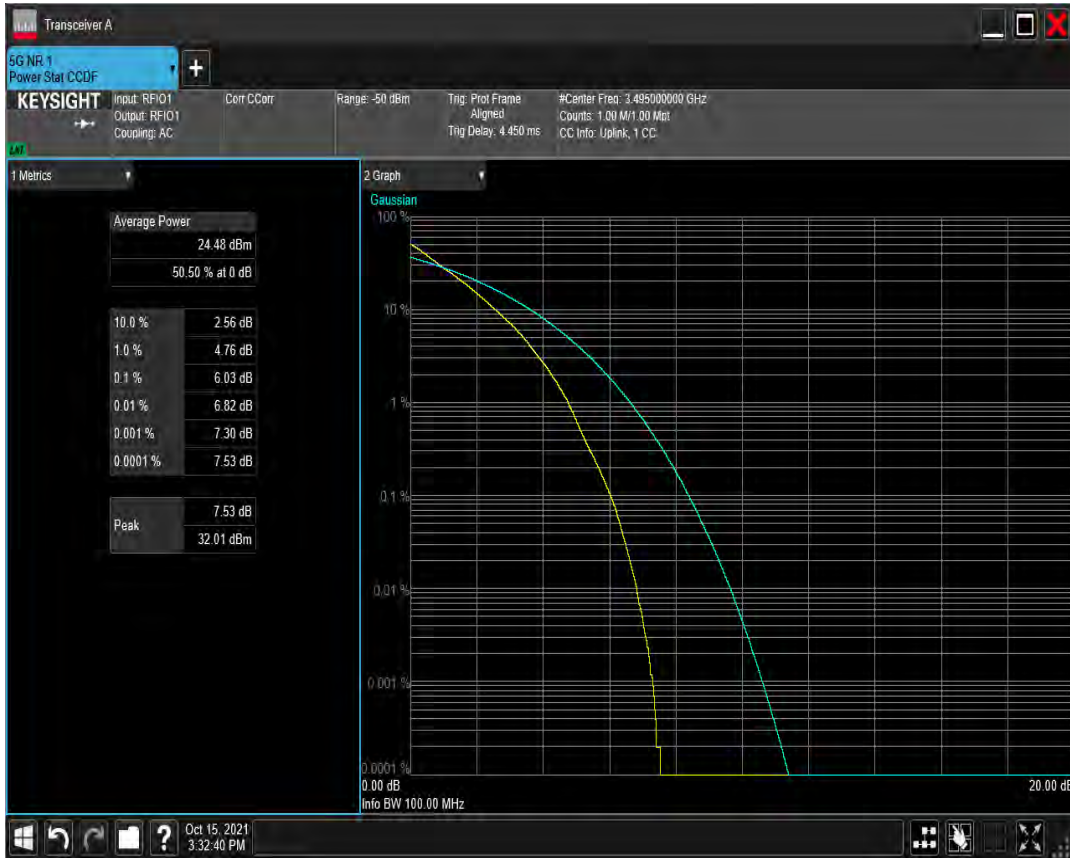 Transceiver A
5G NR 1
Power Stat CCDF
+
KEYSIGHT
Input: RFIO1
Output: RFIO1
Coupling: AC
Corr CCorr
Range: -50 dBm
Trig: Prot Frame
Aligned
Trig Delay: 4.450 ms
#Center Freq: 3.495000000 GHz
Counts: 1.00 M/1.00 Mpt
CC Info: Uplink, 1 CC
1 Metrics
Average Power
24.48 dBm
50.50 % at 0 dB
10.0 % 2.56 dB
1.0 % 4.76 dB
0.1 % 6.03 dB
0.01 % 6.82 dB
0.001 % 7.30 dB
0.0001 % 7.53 dB
Peak
7.53 dB
32.01 dBm
2 Graph
Gaussian
100 %
10 %
1 %
0.1 %
0.01 %
0.001 %
0.0001 %
0.00 dB
20.00 dB
Info BW 100.00 MHz
?
Oct 15, 2021
3:32:40 PM